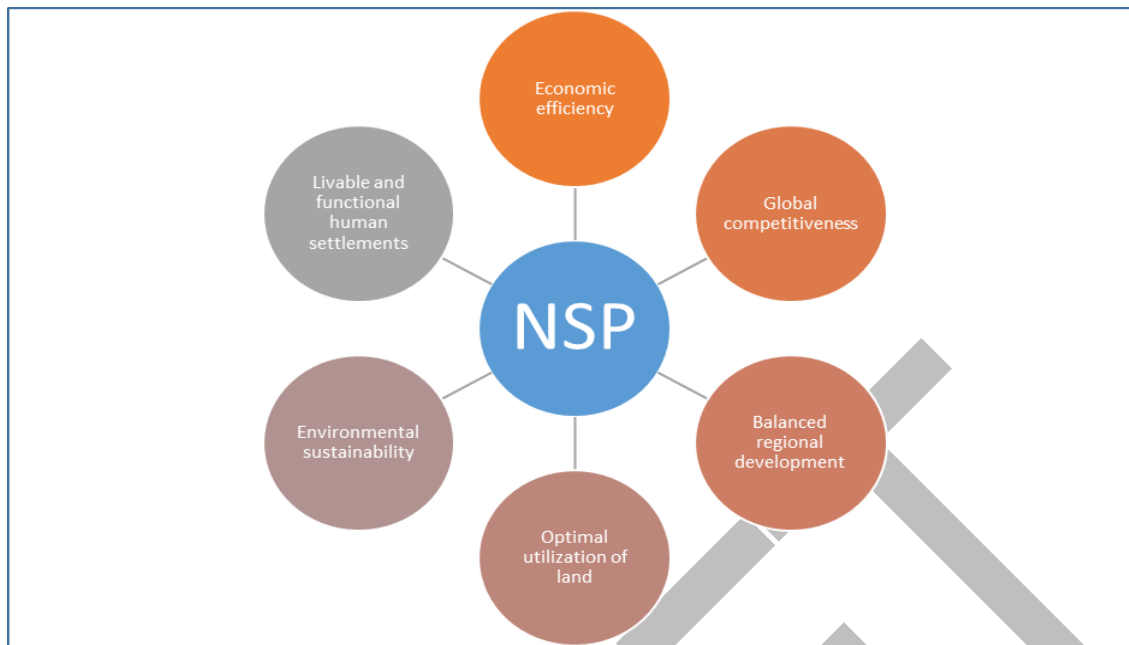 Economic
efficiency
Global
competitiveness
Balanced
regional
development
Optimal
utilization of
land
Environmental
sustainability
Livable and
functional
human
settlements
NSP